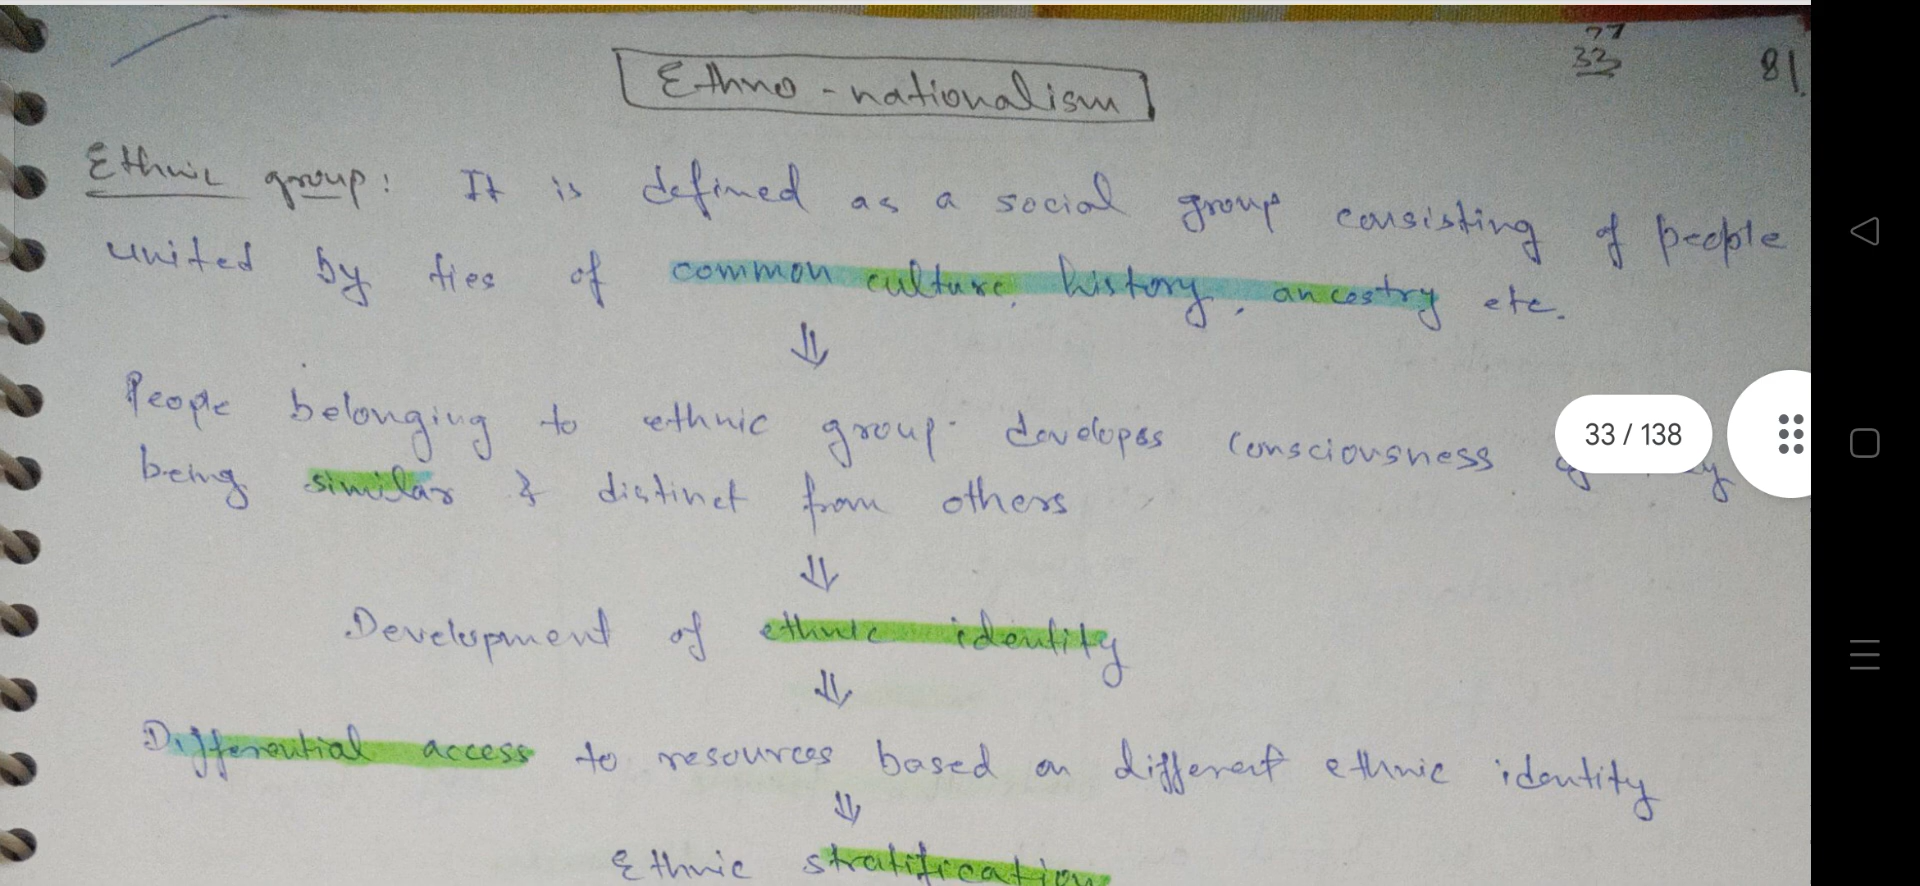 77
33
81.
Ethno-nationalism
Ethnic group: It is defined as a social group consisting of people
united by ties of common culture, history, ancestry etc.
⇓
People belonging to ethnic group developes consciousness
being similar & distinct from others
⇓
Development of ethnic identity
⇓
Differential access to resources based on different ethnic identity
⇓
Ethnic stratification
33 / 138